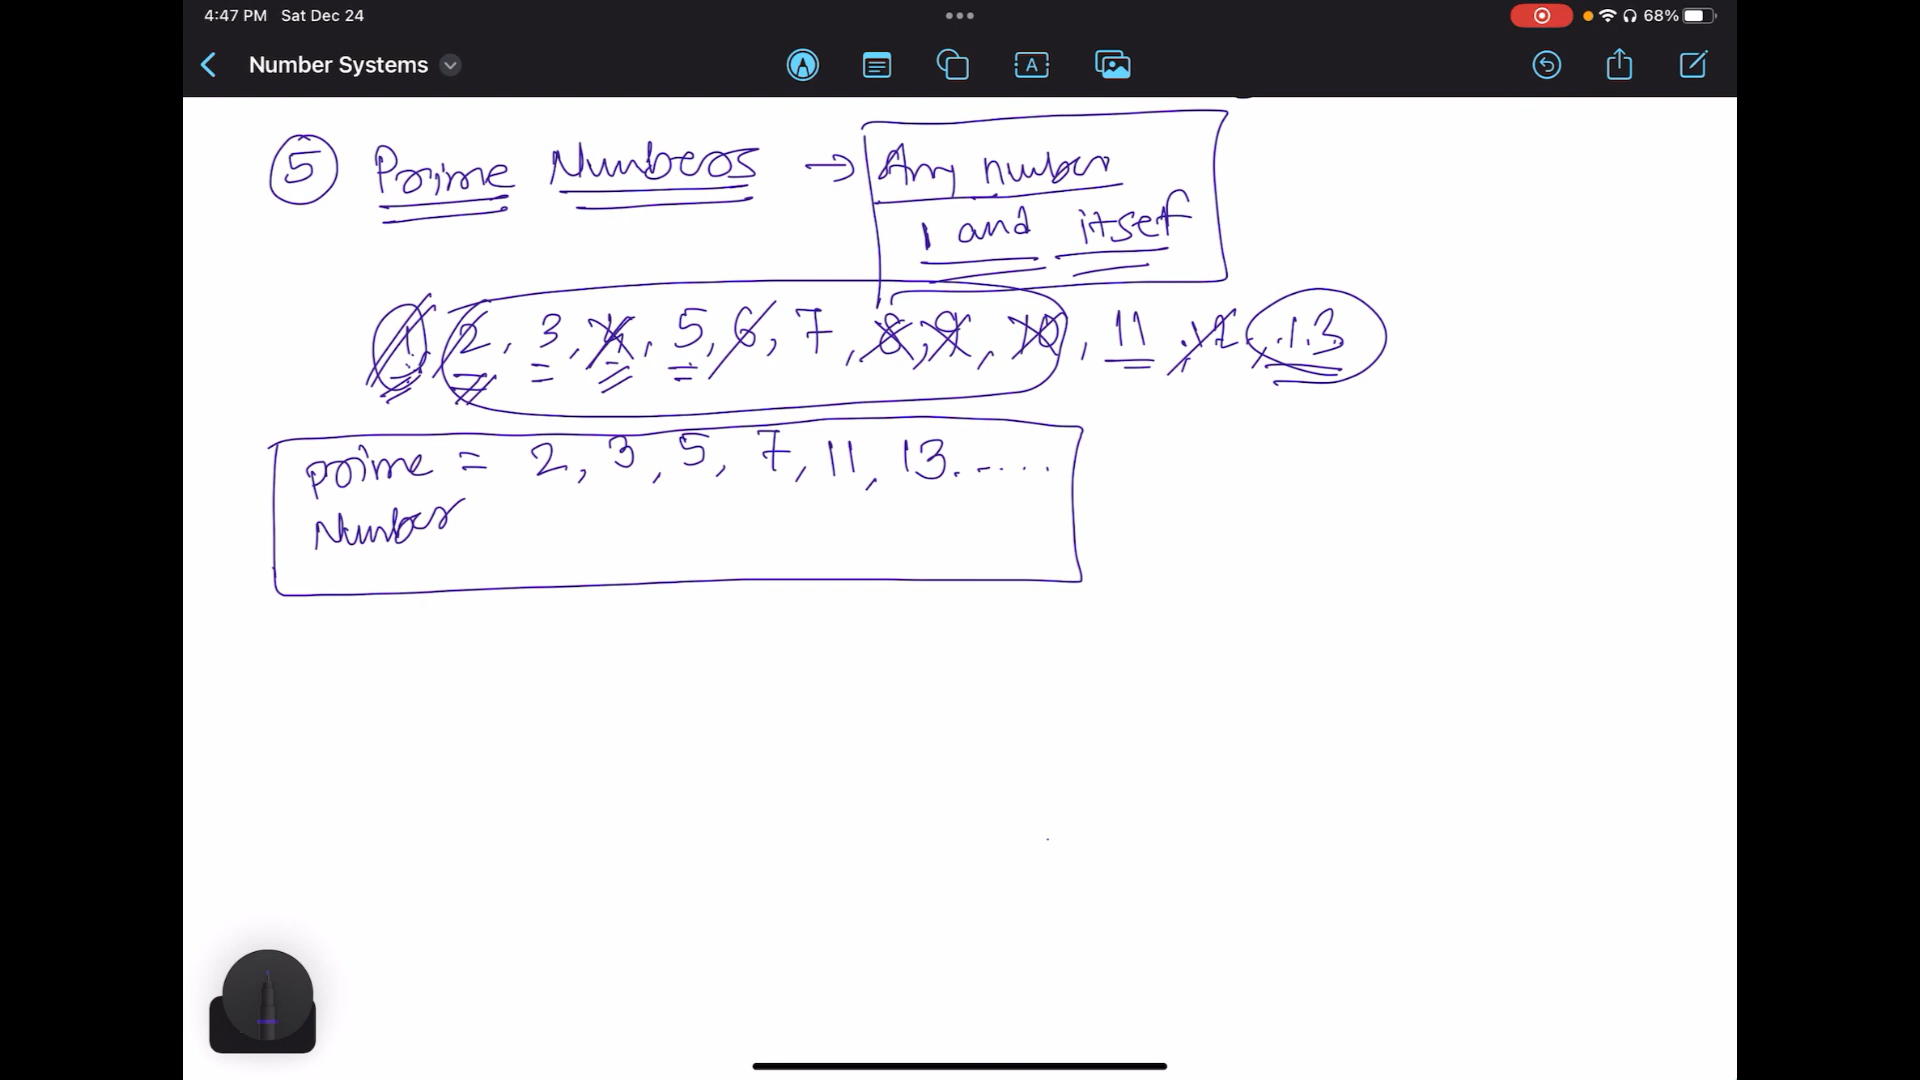 4:47 PM Sat Dec 24
68%
Number Systems
A
5 Prime Numbers → Any number
1 and itsef
1, 2, 3, 4, 5, 6, 7, 8, 9, 10, 11, 12, 13
prime = 2, 3, 5, 7, 11, 13......
Number